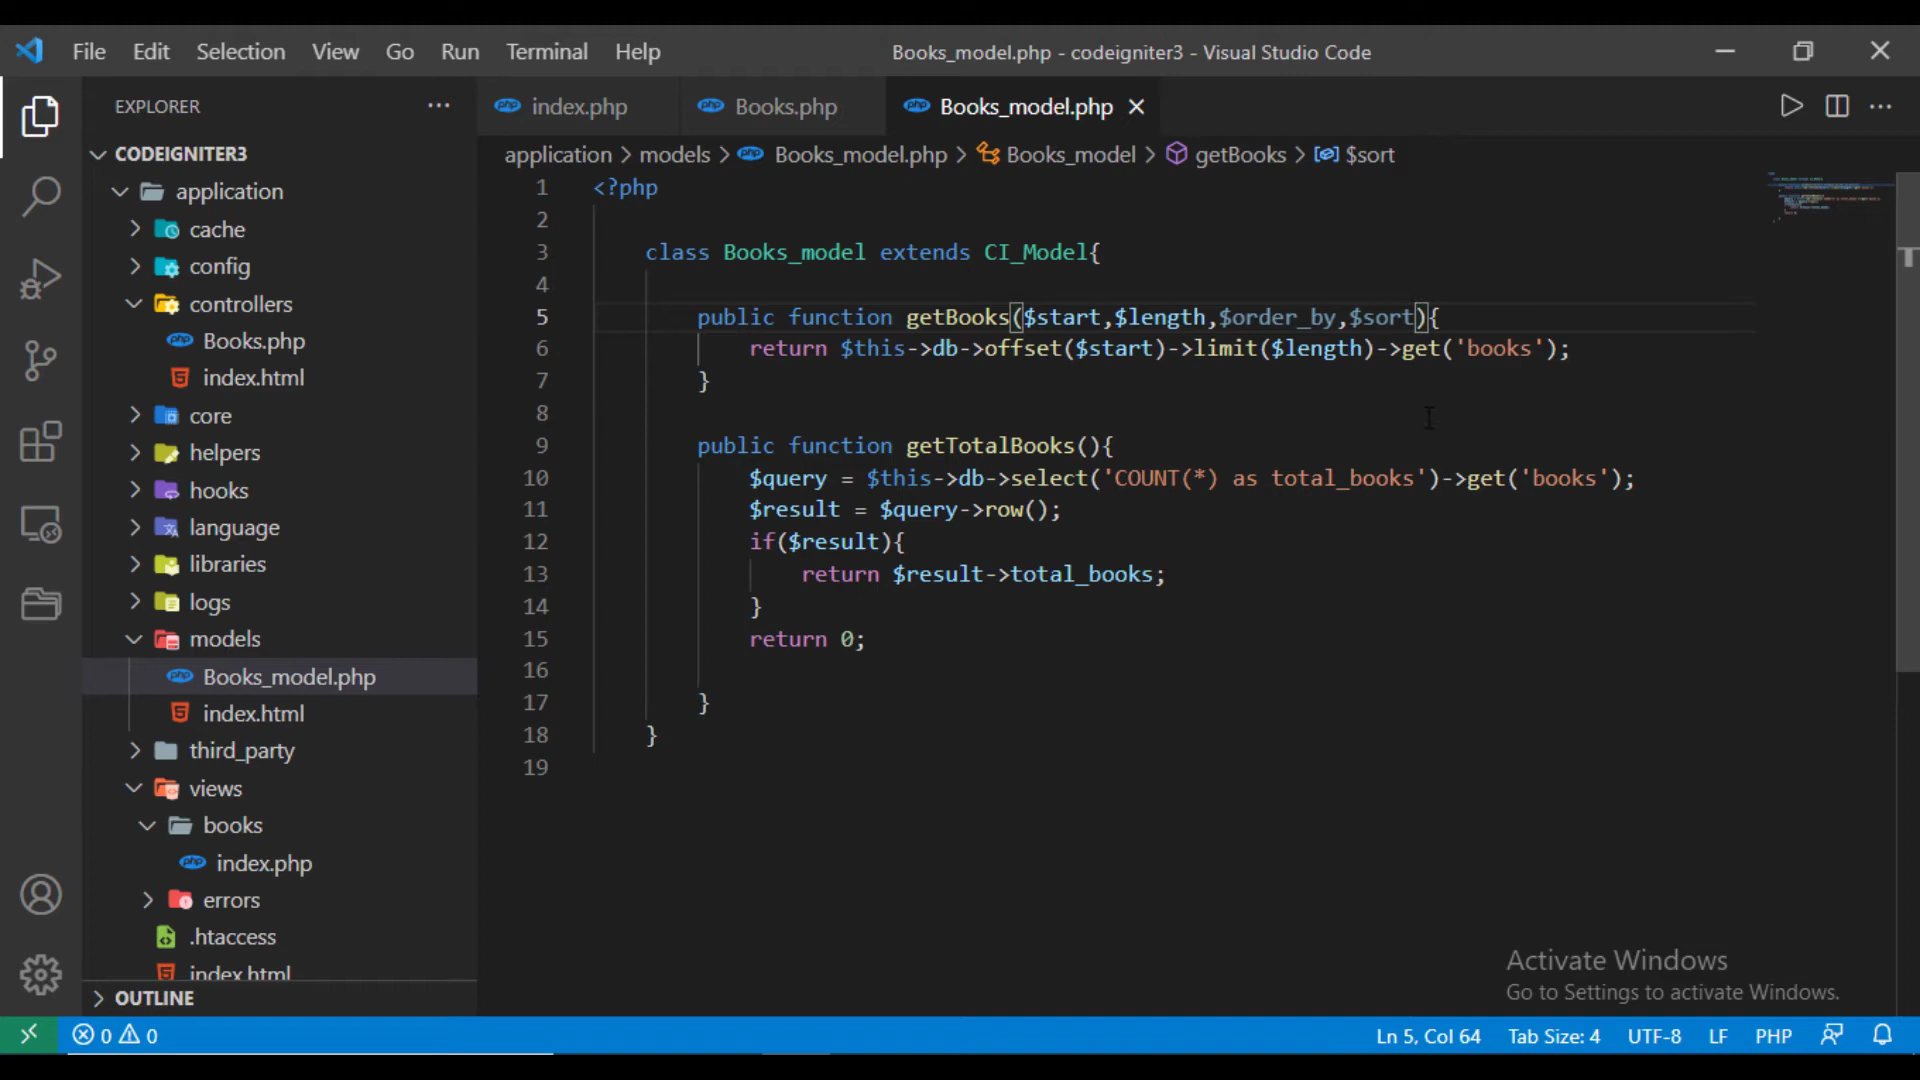 File Edit Selection View Go Run Terminal Help Books_model.php - codeigniter3 - Visual Studio Code
EXPLORER
CODEIGNITER3
application
cache
config
controllers
Books.php
index.html
core
helpers
hooks
language
libraries
logs
models
Books_model.php
index.html
third_party
views
books
index.php
errors
.htaccess
index.html
OUTLINE
index.php Books.php Books_model.php
application > models > Books_model.php > Books_model > getBooks > $sort
1 <?php
2
3 class Books_model extends CI_Model{
4
5 public function getBooks($start,$length,$order_by,$sort){
6 return $this->db->offset($start)->limit($length)->get('books');
7 }
8
9 public function getTotalBooks(){
10 $query = $this->db->select('COUNT(*) as total_books')->get('books');
11 $result = $query->row();
12 if($result){
13 return $result->total_books;
14 }
15 return 0;
16
17 }
18 }
19
Activate Windows
Go to Settings to activate Windows.
0 0 Ln 5, Col 64 Tab Size: 4 UTF-8 LF PHP